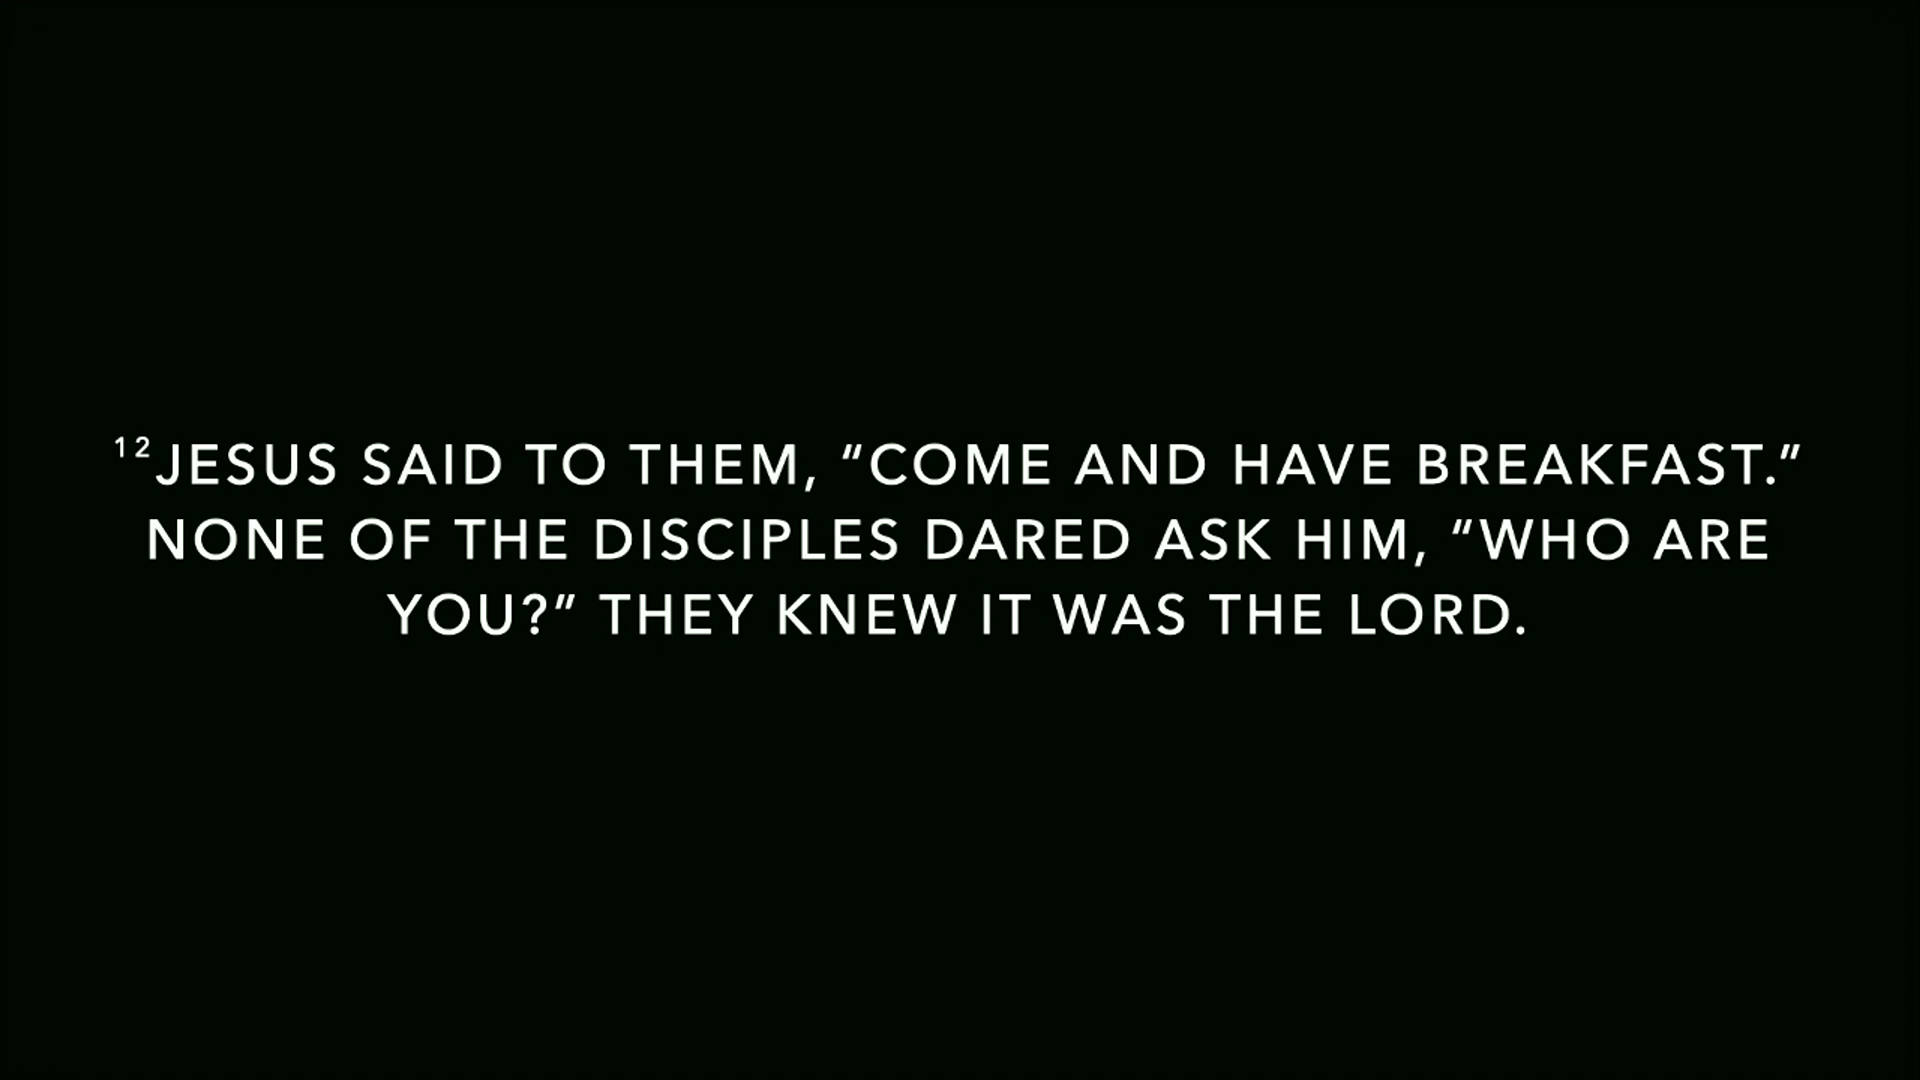 ¹²JESUS SAID TO THEM, “COME AND HAVE BREAKFAST.”
NONE OF THE DISCIPLES DARED ASK HIM, “WHO ARE
YOU?” THEY KNEW IT WAS THE LORD.